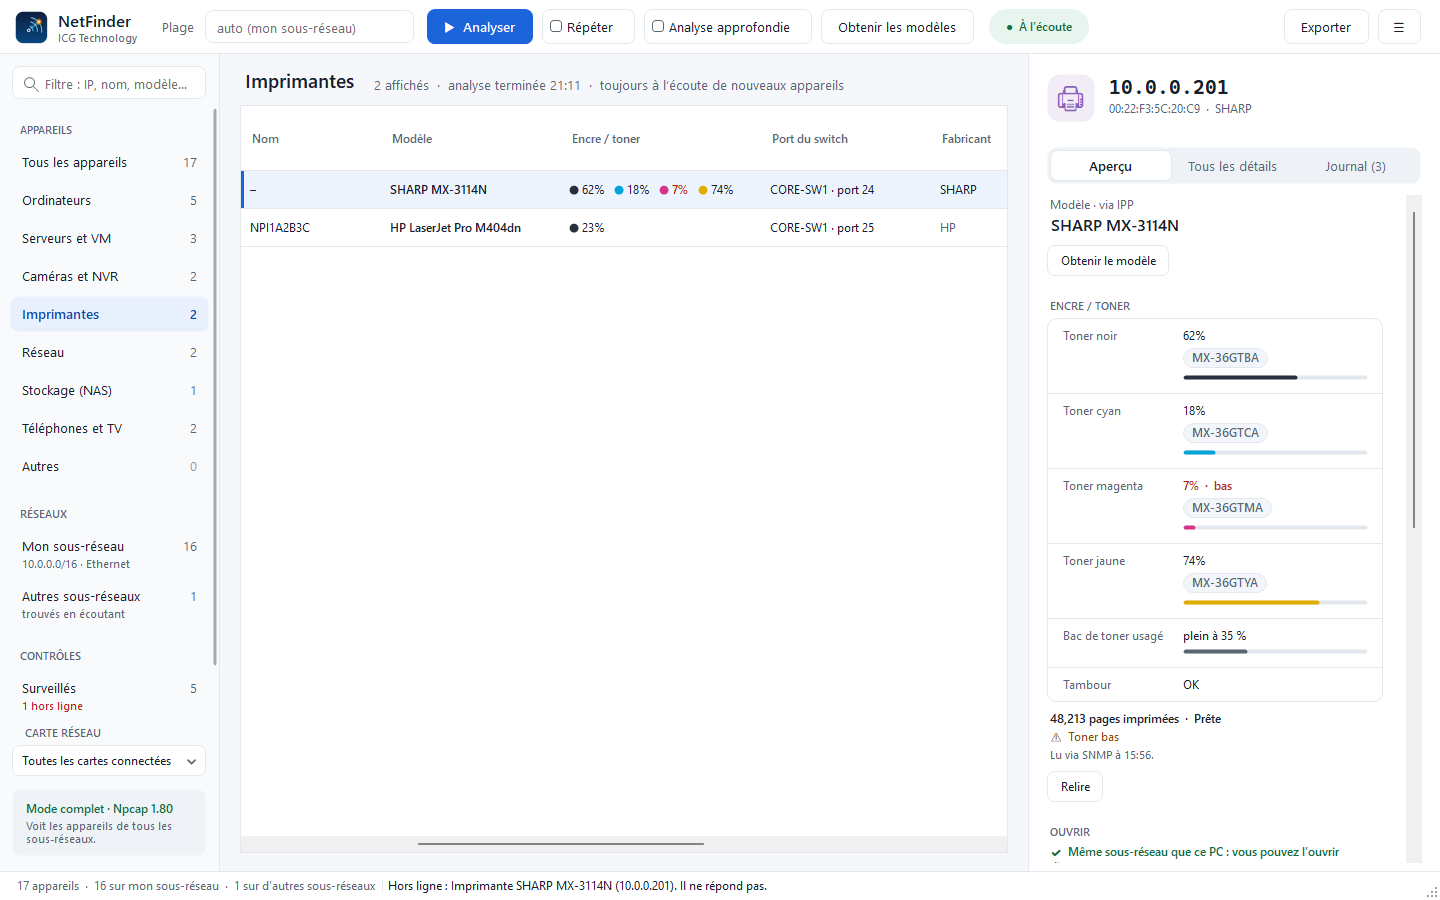 NetFinder
ICG Technology
Plage
auto (mon sous-réseau)
Analyser
Répéter
Analyse approfondie
Obtenir les modèles
À l'écoute
Exporter
Filtre : IP, nom, modèle...
APPAREILS
Tous les appareils 17
Ordinateurs 5
Serveurs et VM 3
Caméras et NVR 2
Imprimantes 2
Réseau 2
Stockage (NAS) 1
Téléphones et TV 2
Autres 0
RÉSEAUX
Mon sous-réseau 16
10.0.0.0/16 · Ethernet
Autres sous-réseaux 1
trouvés en écoutant
CONTRÔLES
Surveillés 5
1 hors ligne
CARTE RÉSEAU
Toutes les cartes connectées
Mode complet · Npcap 1.80
Voit les appareils de tous les
sous-réseaux.
Imprimantes
2 affichés · analyse terminée 21:11 · toujours à l'écoute de nouveaux appareils
Nom Modèle Encre / toner Port du switch Fabricant
– SHARP MX-3114N 62% 18% 7% 74% CORE-SW1 · port 24 SHARP
NPI1A2B3C HP LaserJet Pro M404dn 23% CORE-SW1 · port 25 HP
10.0.0.201
00:22:F3:5C:20:C9 · SHARP
Aperçu
Tous les détails
Journal (3)
Modèle · via IPP
SHARP MX-3114N
Obtenir le modèle
ENCRE / TONER
Toner noir 62%
MX-36GTBA
Toner cyan 18%
MX-36GTCA
Toner magenta 7% · bas
MX-36GTMA
Toner jaune 74%
MX-36GTYA
Bac de toner usagé plein à 35 %
Tambour OK
48,213 pages imprimées · Prête
⚠ Toner bas
Lu via SNMP à 15:56.
Relire
OUVRIR
✔ Même sous-réseau que ce PC : vous pouvez l'ouvrir
17 appareils · 16 sur mon sous-réseau · 1 sur d'autres sous-réseaux
Hors ligne : Imprimante SHARP MX-3114N (10.0.0.201). Il ne répond pas.